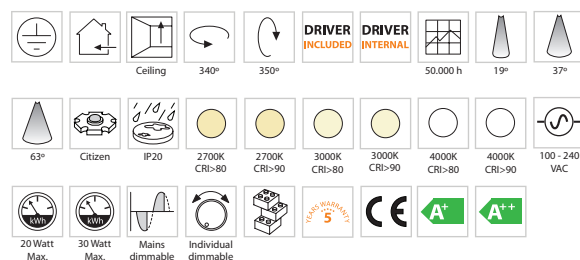 DRIVER
INCLUDED
DRIVER
INTERNAL
Ceiling
340º
350º
50.000 h
19º
37º
63º
Citizen
IP20
2700K
CRI>80
2700K
CRI>90
3000K
CRI>80
3000K
CRI>90
4000K
CRI>80
4000K
CRI>90
100 - 240
VAC
kWh
kWh
YEARS WARRANTY
5
CE
A+
A++
20 Watt
Max.
30 Watt
Max.
Mains
dimmable
Individual
dimmable